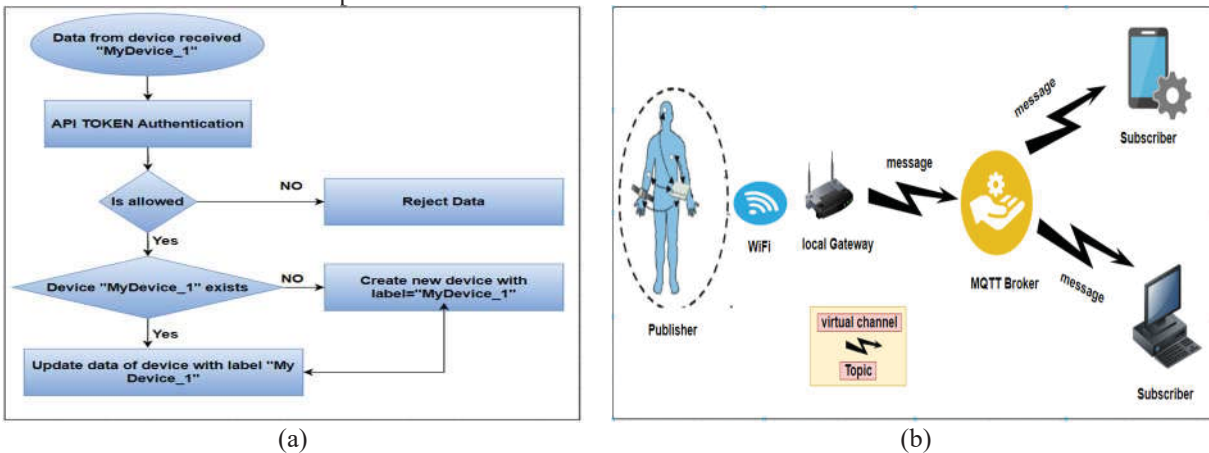 Data from device received
"MyDevice_1"
API TOKEN Authentication
Is allowed
NO
Reject Data
Yes
Device "MyDevice_1" exists
NO
Create new device with
label="MyDevice_1"
Yes
Update data of device with label "My
Device_1"
(a)
message
Subscriber
message
WiFi
local Gateway
MQTT Broker
message
Publisher
virtual channel
Topic
Subscriber
(b)